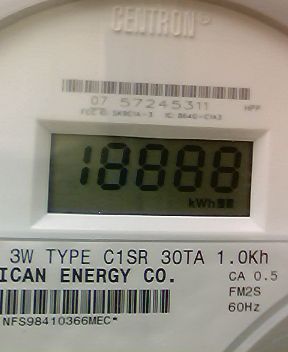 CENTRON
07 57245311 HPP
18888
kWh
3W TYPE C1SR 30TA 1.0Kh
ICAN ENERGY CO. CA 0.5
FM2S
60Hz
NFS98410366MEC*